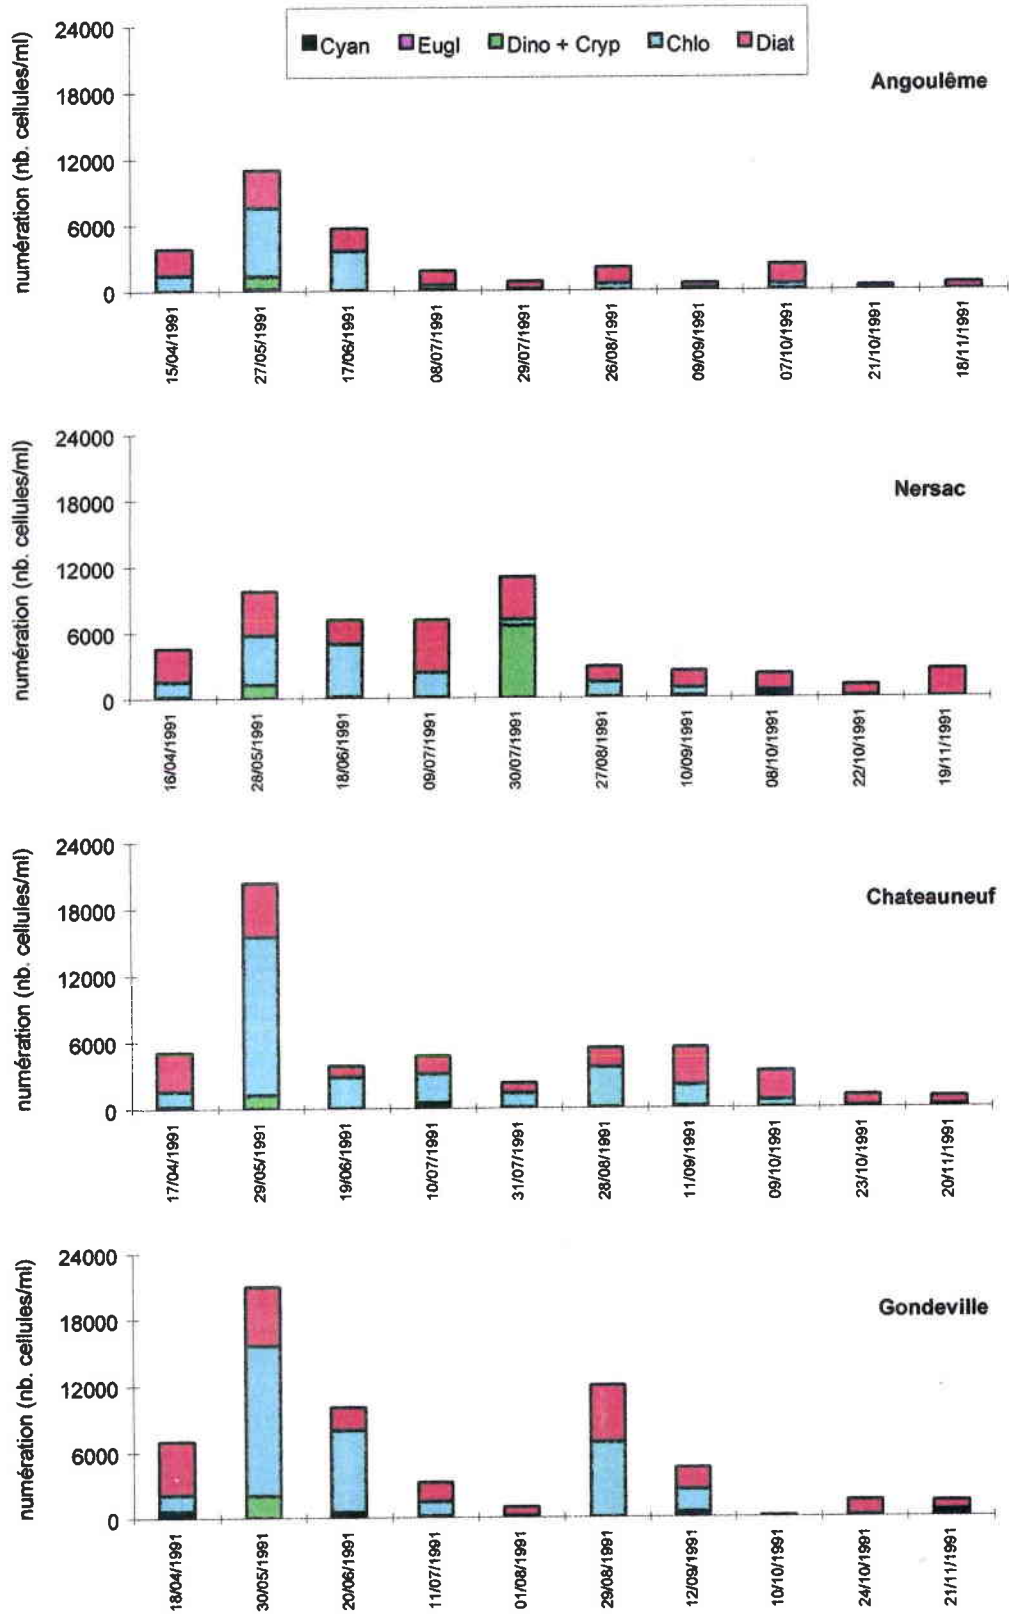 Cyan Eugl Dino + Cryp Chlo Diat
Angoulême
numération (nb. cellules/ml)
24000
18000
12000
6000
0
15/04/1991 27/05/1991 17/06/1991 08/07/1991 29/07/1991 26/08/1991 09/09/1991 07/10/1991 21/10/1991 18/11/1991
Nersac
numération (nb. cellules/ml)
24000
18000
12000
6000
0
16/04/1991 28/05/1991 18/06/1991 09/07/1991 30/07/1991 27/08/1991 10/09/1991 08/10/1991 22/10/1991 19/11/1991
Chateauneuf
numération (nb. cellules/ml)
24000
18000
12000
6000
0
17/04/1991 29/05/1991 19/06/1991 10/07/1991 31/07/1991 28/08/1991 11/09/1991 09/10/1991 23/10/1991 20/11/1991
Gondeville
numération (nb. cellules/ml)
24000
18000
12000
6000
0
18/04/1991 30/05/1991 20/06/1991 11/07/1991 01/08/1991 29/08/1991 12/09/1991 10/10/1991 24/10/1991 21/11/1991